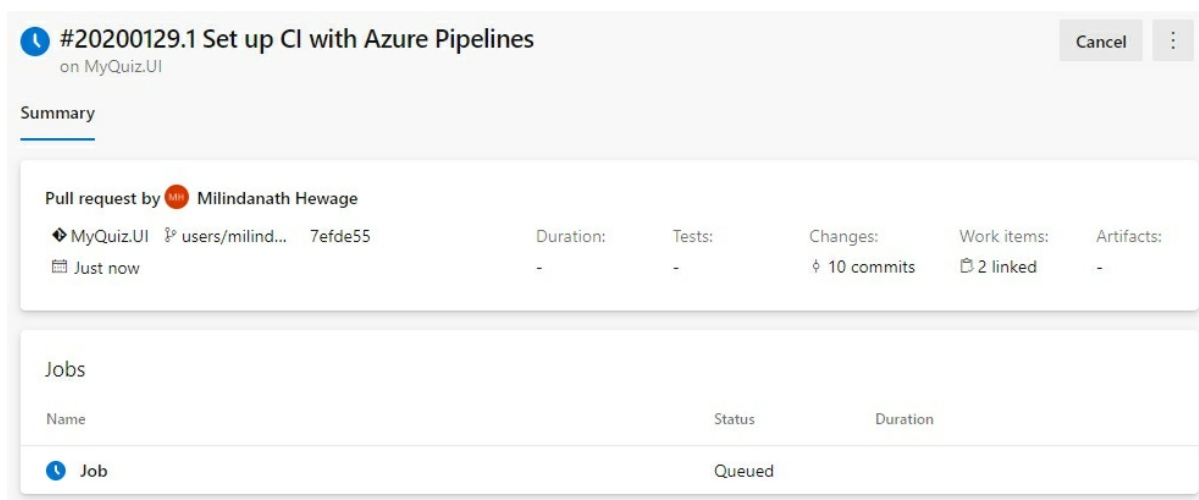 #20200129.1 Set up CI with Azure Pipelines
Cancel
on MyQuiz.UI
Summary
Pull request by MH Milindanath Hewage
MyQuiz.UI users/milind... 7efde55 Duration: Tests: Changes: Work items: Artifacts:
Just now - - 10 commits 2 linked -
Jobs
Name Status Duration
Job Queued